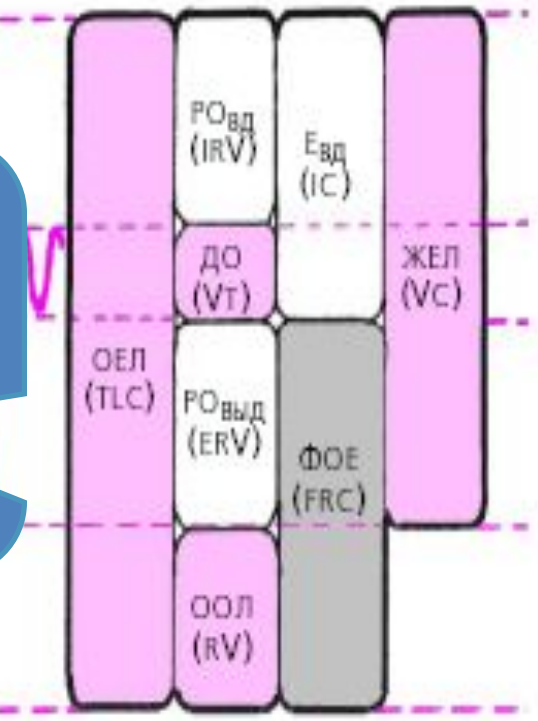 ОЕЛ
(TLC)
РОВД
(IRV)
ДО
(VT)
РОВЫД
(ERV)
ООЛ
(RV)
ЕВД
(IC)
ФОЕ
(FRC)
ЖЕЛ
(VC)